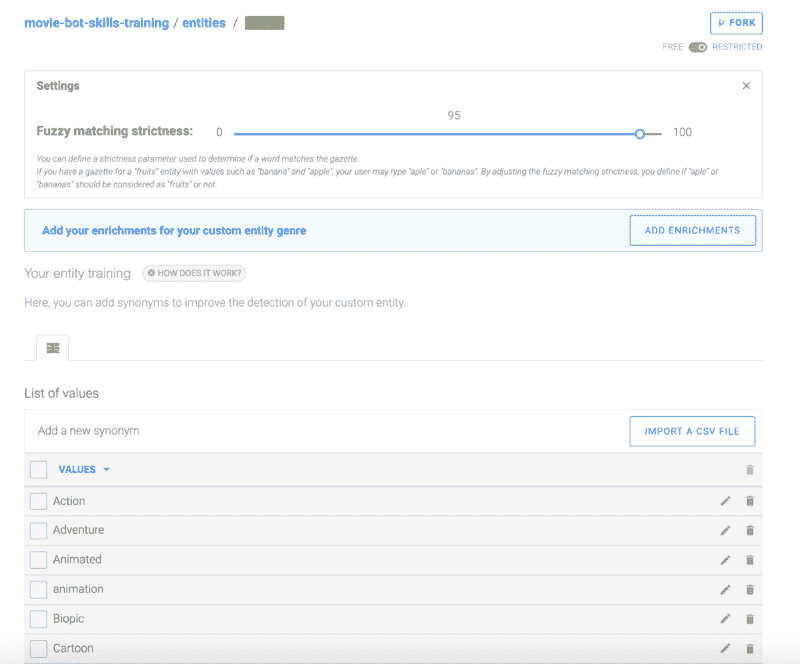 movie-bot-skills-training / entities /
FORK
FREE RESTRICTED
Settings
95
Fuzzy matching strictness: 0 100
You can define a strictness parameter used to determine if a word matches the gazette.
If you have a gazette for a "fruits" entity with values such as "banana" and "apple", your user may type "aple" or "bananas". By adjusting the fuzzy matching strictness, you define if "aple" or
"bananas" should be considered as "fruits" or not.
Add your enrichments for your custom entity genre
ADD ENRICHMENTS
Your entity training HOW DOES IT WORK?
Here, you can add synonyms to improve the detection of your custom entity.
List of values
Add a new synonym
IMPORT A CSV FILE
VALUES
Action
Adventure
Animated
animation
Biopic
Cartoon